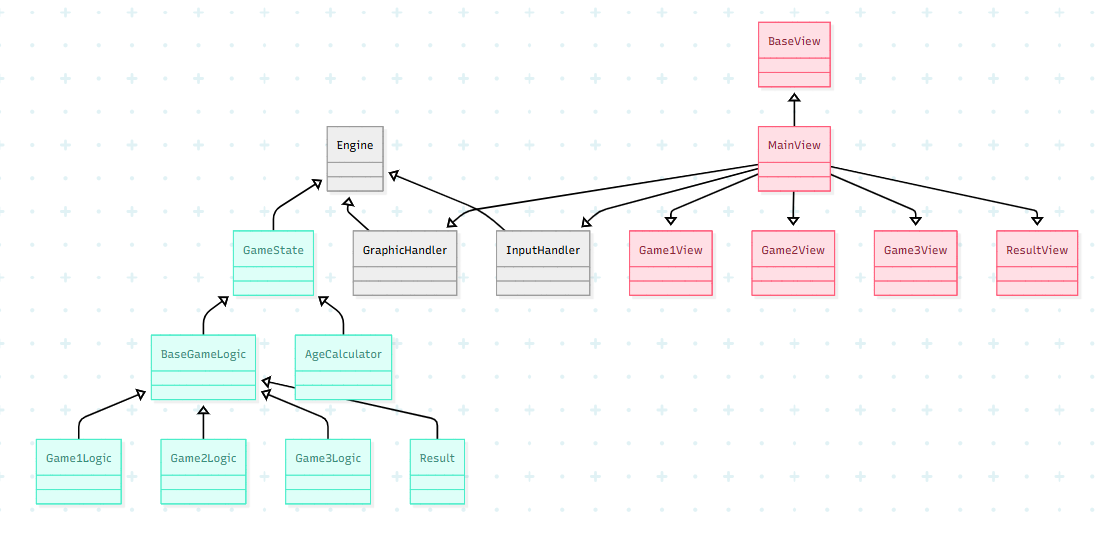 BaseView
Engine
MainView
GameState
GraphicHandler
InputHandler
Game1View
Game2View
Game3View
ResultView
BaseGameLogic
AgeCalculator
Game1Logic
Game2Logic
Game3Logic
Result